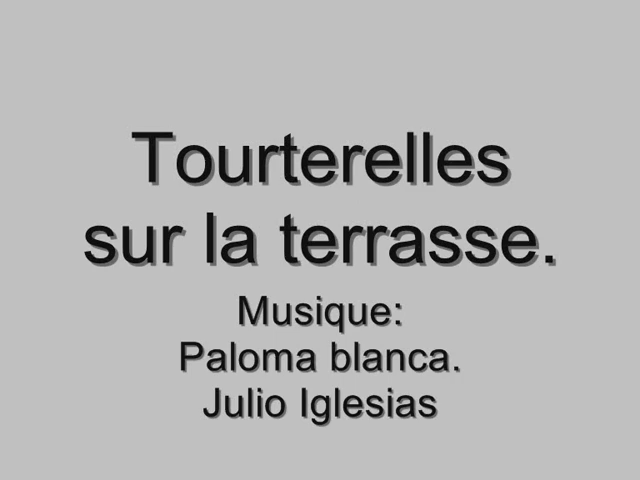 Tourterelles
sur la terrasse.
Musique:
Paloma blanca.
Julio Iglesias